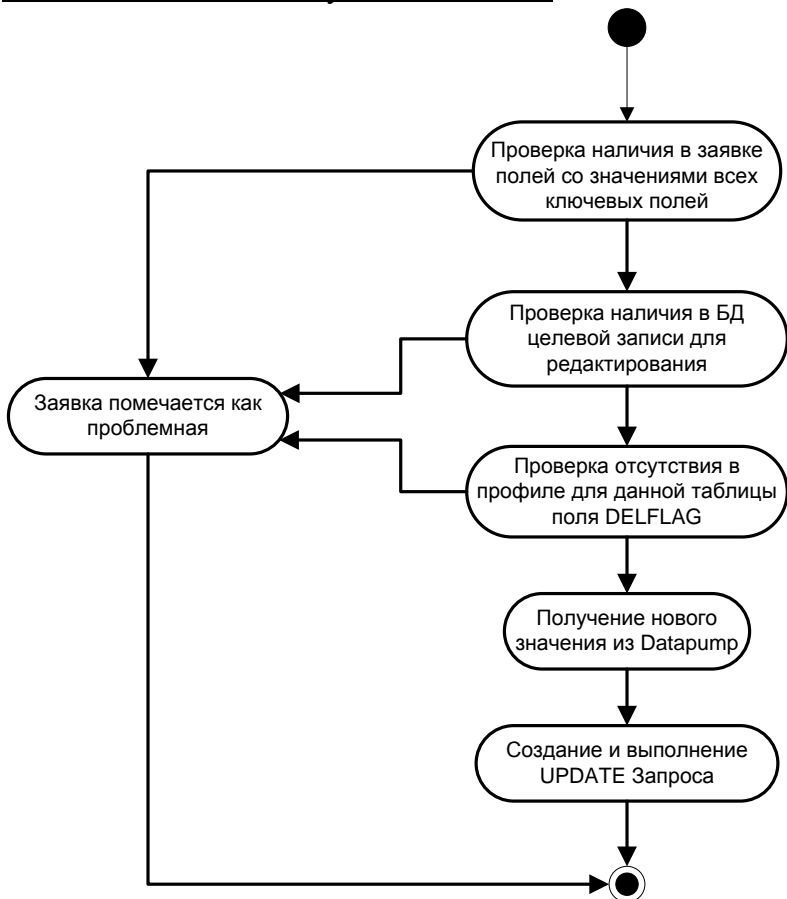 Проверка наличия в заявке
полей со значениями всех
ключевых полей
Проверка наличия в БД
целевой записи для
редактирования
Заявка помечается как
проблемная
Проверка отсутствия в
профиле для данной таблицы
поля DELFLAG
Получение нового
значения из Datapump
Создание и выполнение
UPDATE Запроса